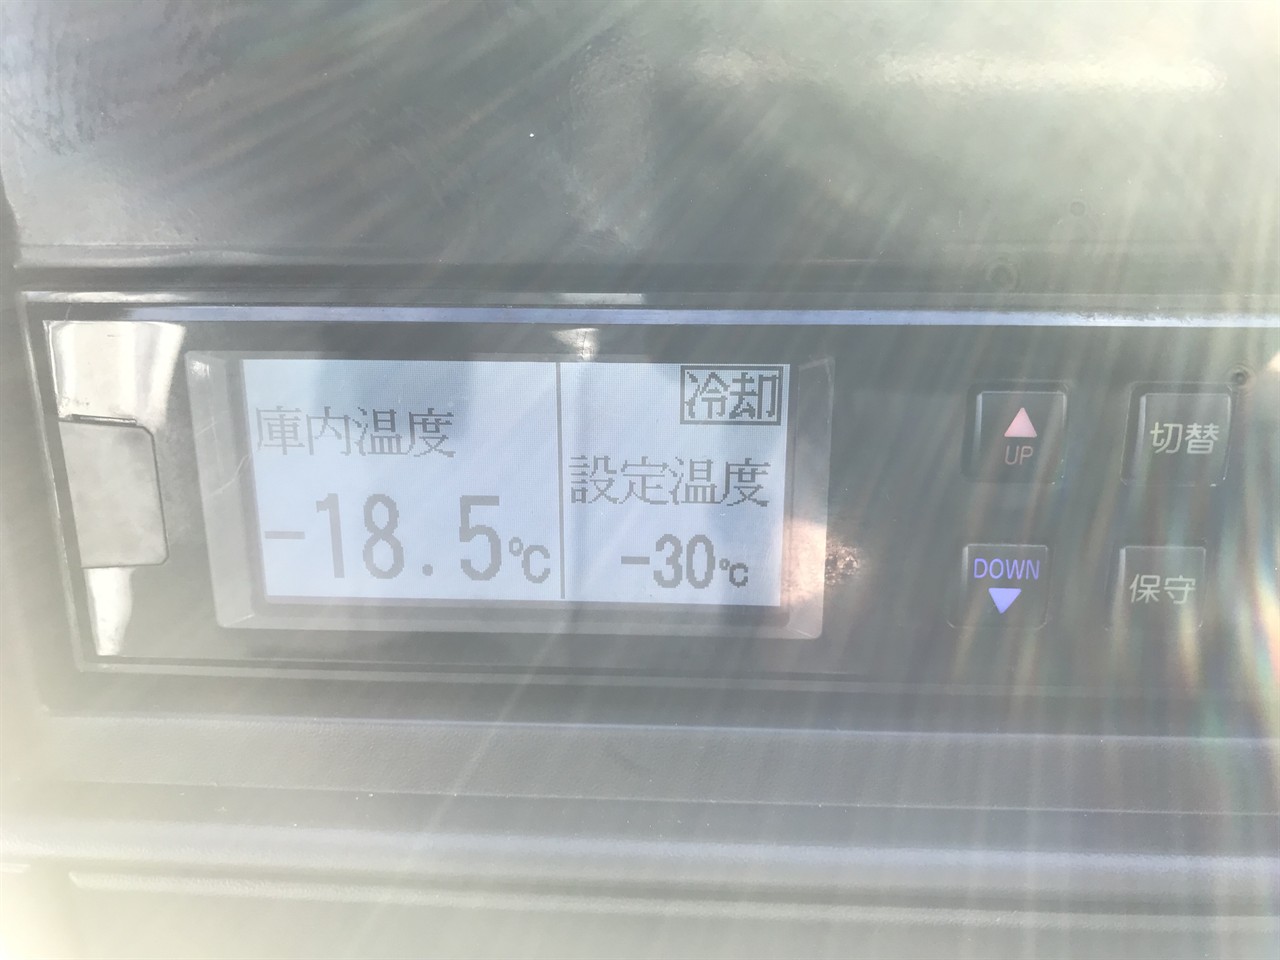 冷却
庫内温度
設定温度
-18.5℃
-30℃
▲
UP
切替
DOWN
▼
保守